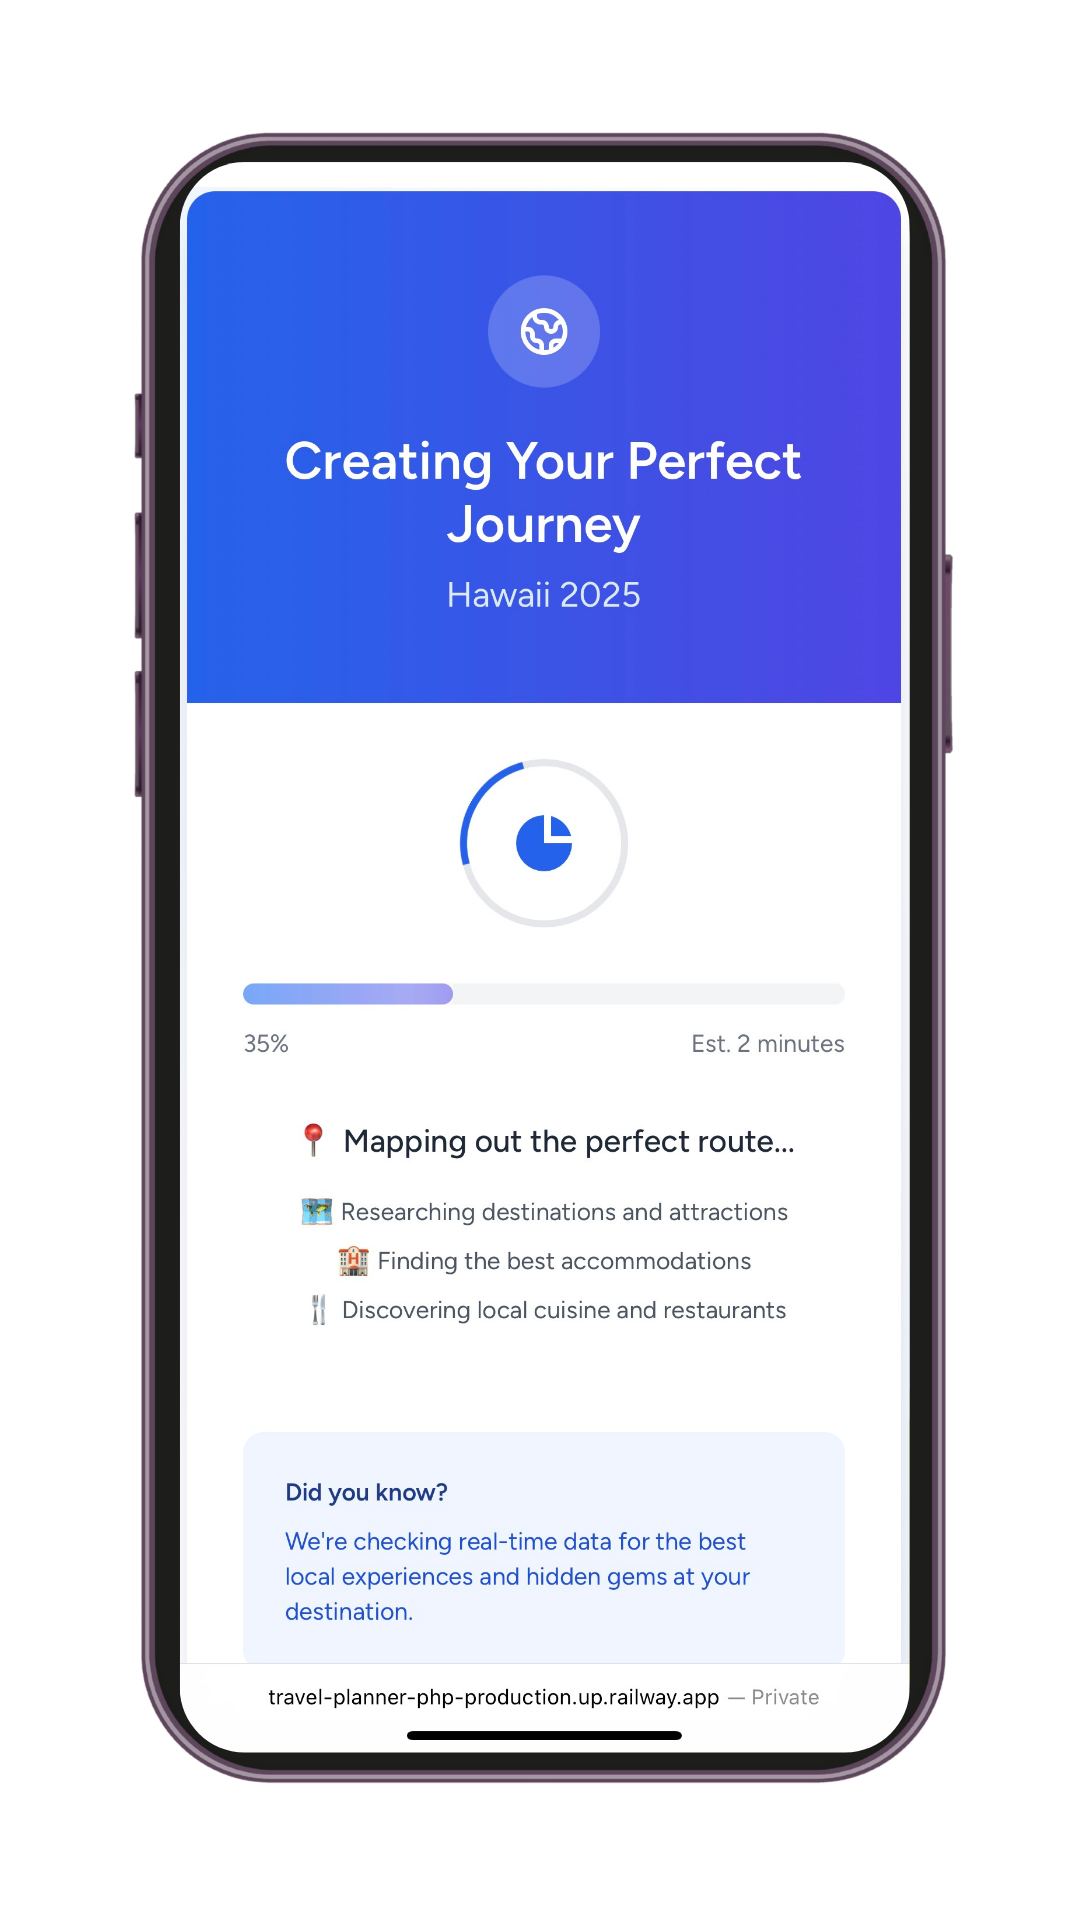 Creating Your Perfect
Journey
Hawaii 2025
35%
Est. 2 minutes
📍 Mapping out the perfect route...
🗺️ Researching destinations and attractions
🏨 Finding the best accommodations
🍴 Discovering local cuisine and restaurants
Did you know?
We're checking real-time data for the best
local experiences and hidden gems at your
destination.
travel-planner-php-production.up.railway.app — Private